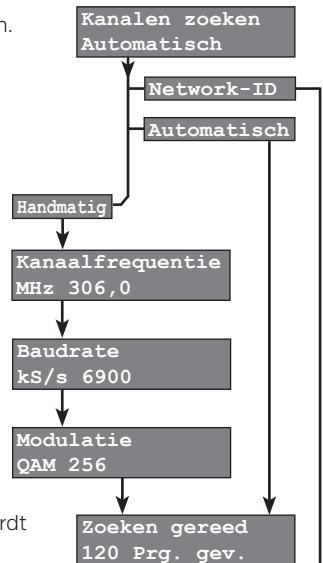 n.
Kanalen zoeken
Automatisch
Network-ID
Automatisch
Handmatig
Kanaalfrequentie
MHz 306,0
Baudrate
kS/s 6900
Modulatie
QAM 256
rdt
Zoeken gereed
120 Prg. gev.